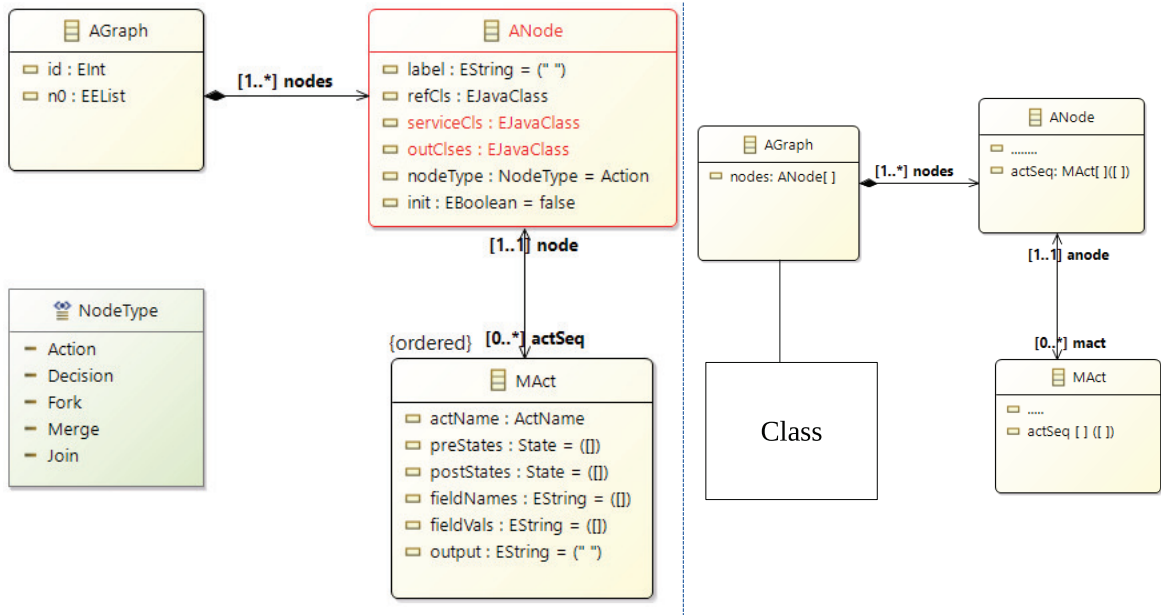 AGraph
id : EInt
n0 : EEList
[1..*] nodes
ANode
label : EString = (" ")
refCls : EJavaClass
serviceCls : EJavaClass
outClses : EJavaClass
nodeType : NodeType = Action
init : EBoolean = false
[1..1] node
{ordered} [0..*] actSeq
NodeType
Action
Decision
Fork
Merge
Join
MAct
actName : ActName
preStates : State = ([])
postStates : State = ([])
fieldNames : EString = ([])
fieldVals : EString = ([])
output : EString = (" ")
AGraph
nodes: ANode[ ]
[1..*] nodes
ANode
........
actSeq: MAct[ ]([ ])
[1..1] anode
[0..*] mact
MAct
.....
actSeq [ ] ([ ])
Class